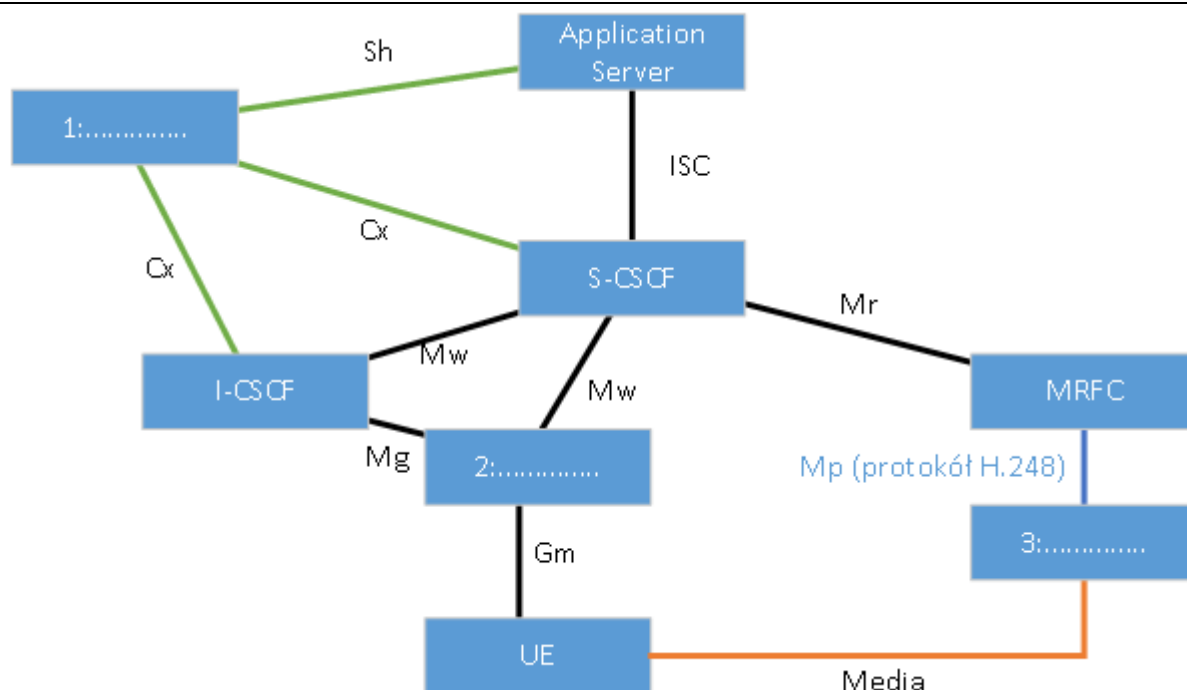 Application
Server
Sh
1:..............
ISC
Cx
Cx
S-CSCF
Mr
Mw
I-CSCF
Mw
MRFC
Mg
2:..............
Mp (protokół H.248)
3:..............
Gm
UE
Media